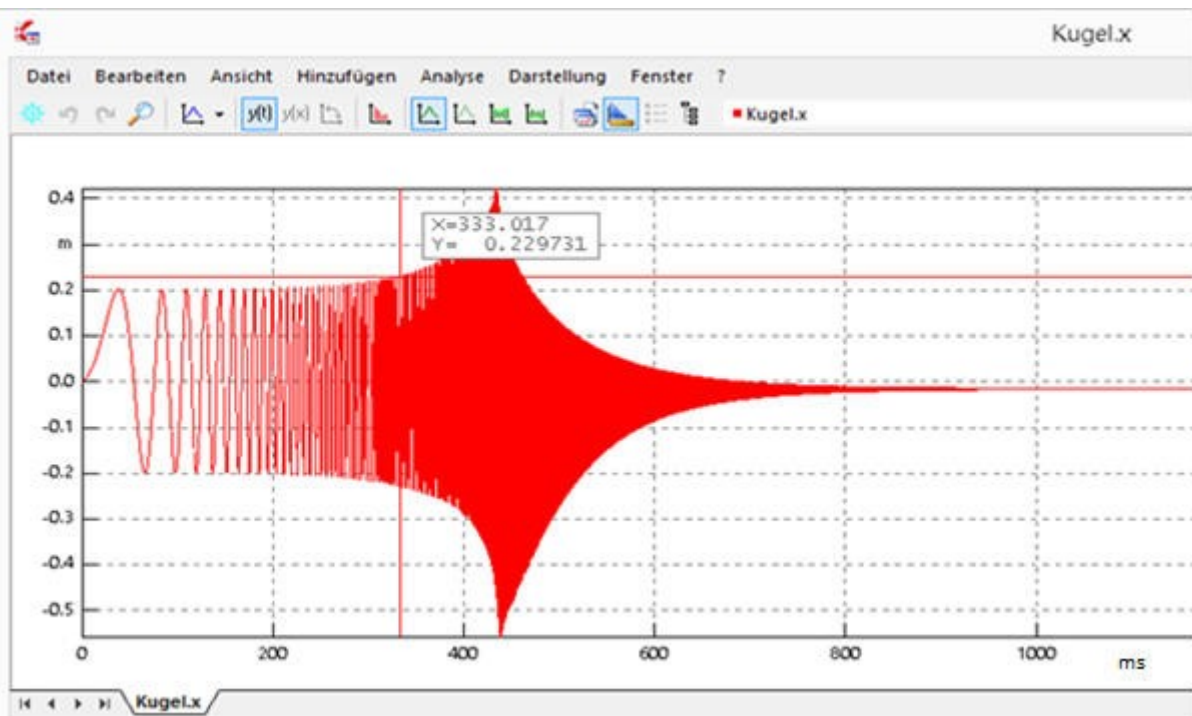 Kugel.x
Datei Bearbeiten Ansicht Hinzufügen Analyse Darstellung Fenster ?
y(t) y(x) Kugel.x
0.4
X=333.017
m
Y= 0.229731
0.2
0.1
0.0
-0.1
-0.2
-0.3
-0.4
-0.5
0 200 400 600 800 1000 ms
Kugel.x